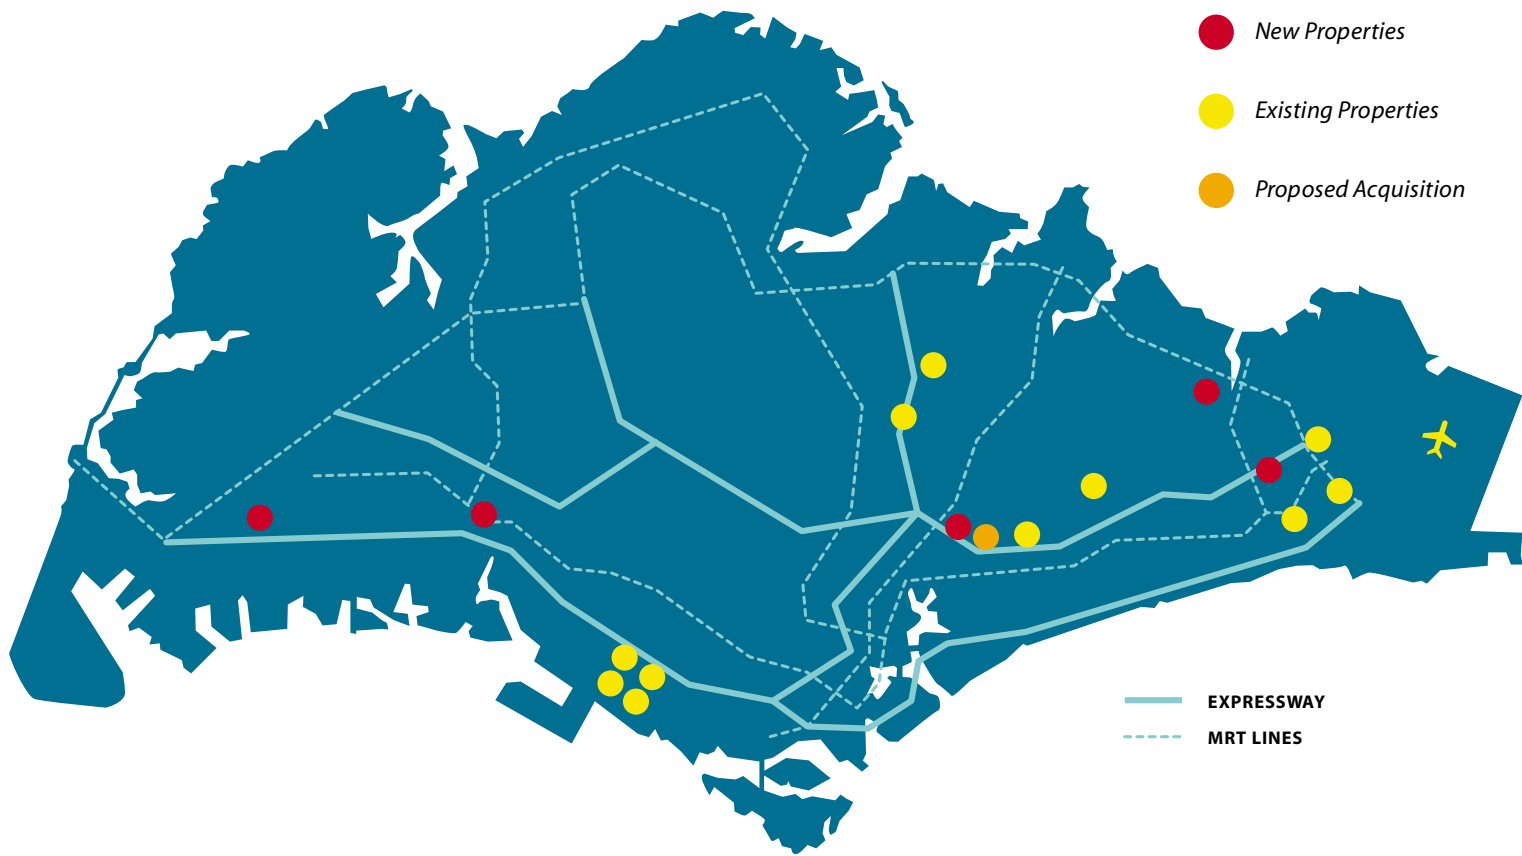 New Properties
Existing Properties
Proposed Acquisition
EXPRESSWAY
MRT LINES